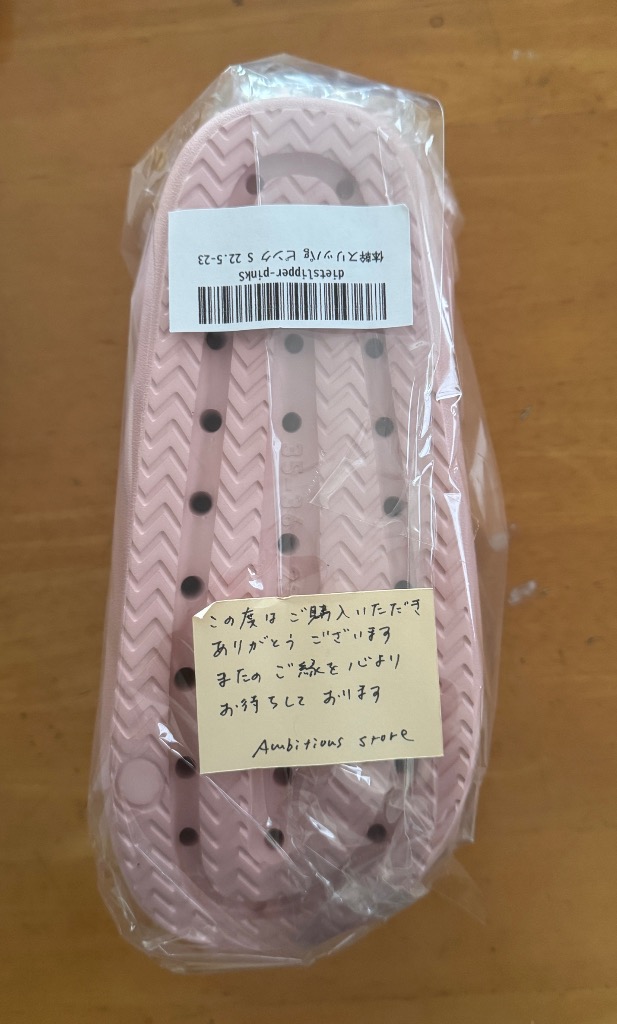 dietslipper-pinkS
体幹スリッパg ピンク S 22.5-23
この度は ご購入いただき
ありがとう ございます
またの ご縁を 心より
お待ちして おります
Ambitious store